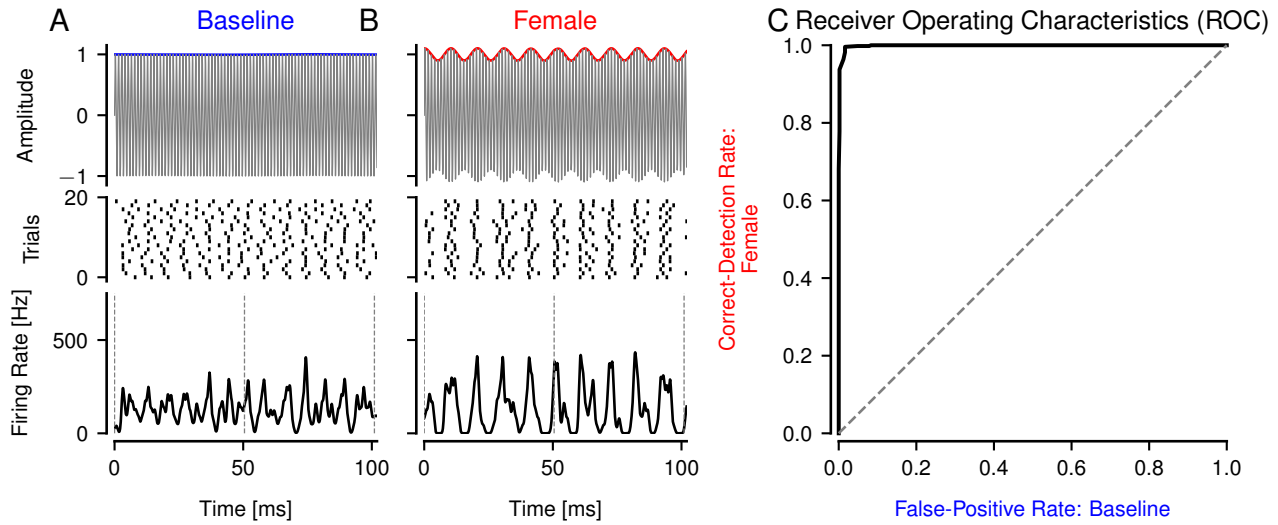 A
Baseline
B
Female
C
Receiver Operating Characteristics (ROC)
Amplitude
1
0
−1
Trials
20
0
Firing Rate [Hz]
500
0
0
50
100
Time [ms]
0
50
100
Time [ms]
Correct-Detection Rate:
Female
1.0
0.8
0.6
0.4
0.2
0.0
0.0
0.2
0.4
0.6
0.8
1.0
False-Positive Rate: Baseline